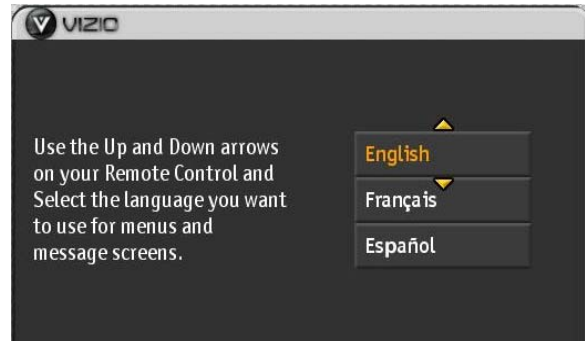 VIZIO
Use the Up and Down arrows
on your Remote Control and
Select the language you want
to use for menus and
message screens.
English
Français
Español